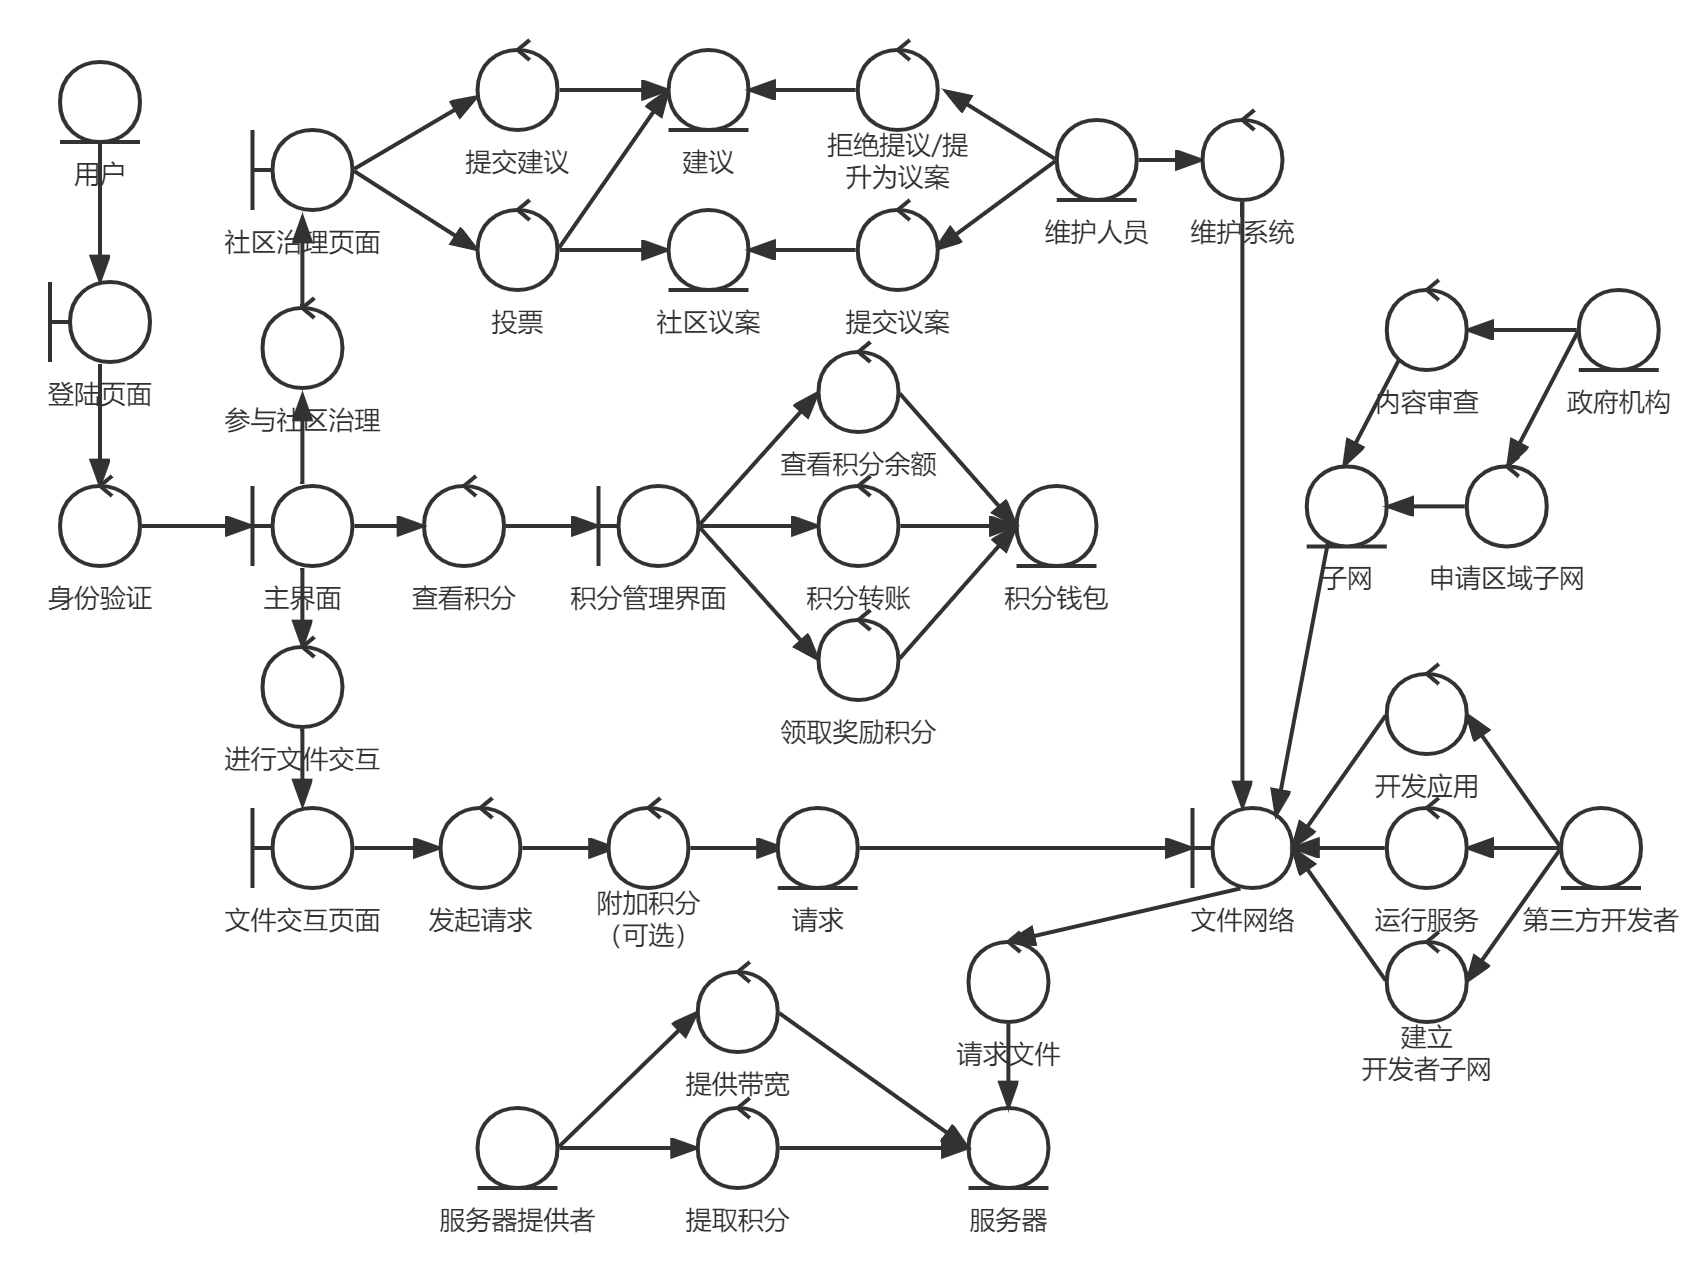 用户
提交建议
建议
拒绝提议/提
升为议案
社区治理页面
维护人员
维护系统
投票
社区议案
提交议案
登陆页面
参与社区治理
内容审查
政府机构
查看积分余额
身份验证
主界面
查看积分
积分管理界面
积分转账
积分钱包
子网
申请区域子网
领取奖励积分
进行文件交互
开发应用
文件交互页面
发起请求
附加积分
（可选）
请求
文件网络
运行服务
第三方开发者
请求文件
建立
开发者子网
提供带宽
服务器提供者
提取积分
服务器